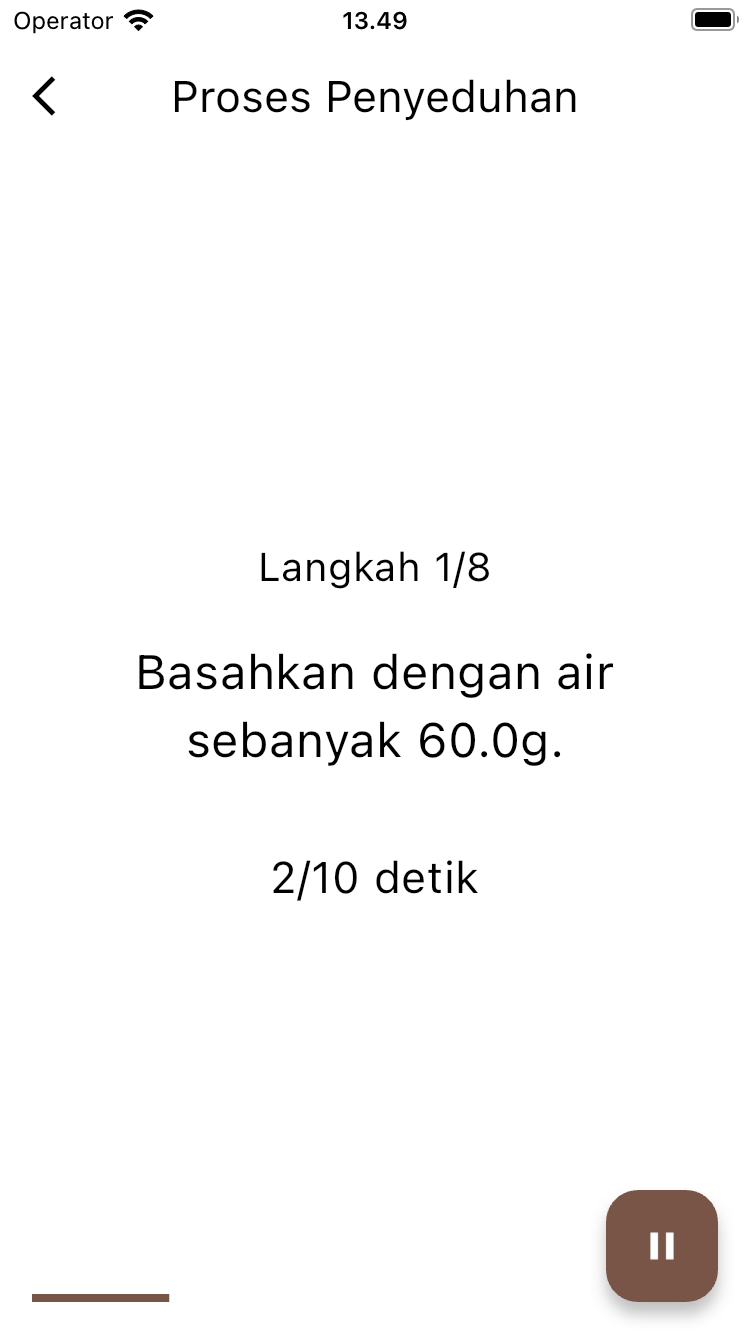 Operator 13.49
Proses Penyeduhan
Langkah 1/8
Basahkan dengan air
sebanyak 60.0g.
2/10 detik